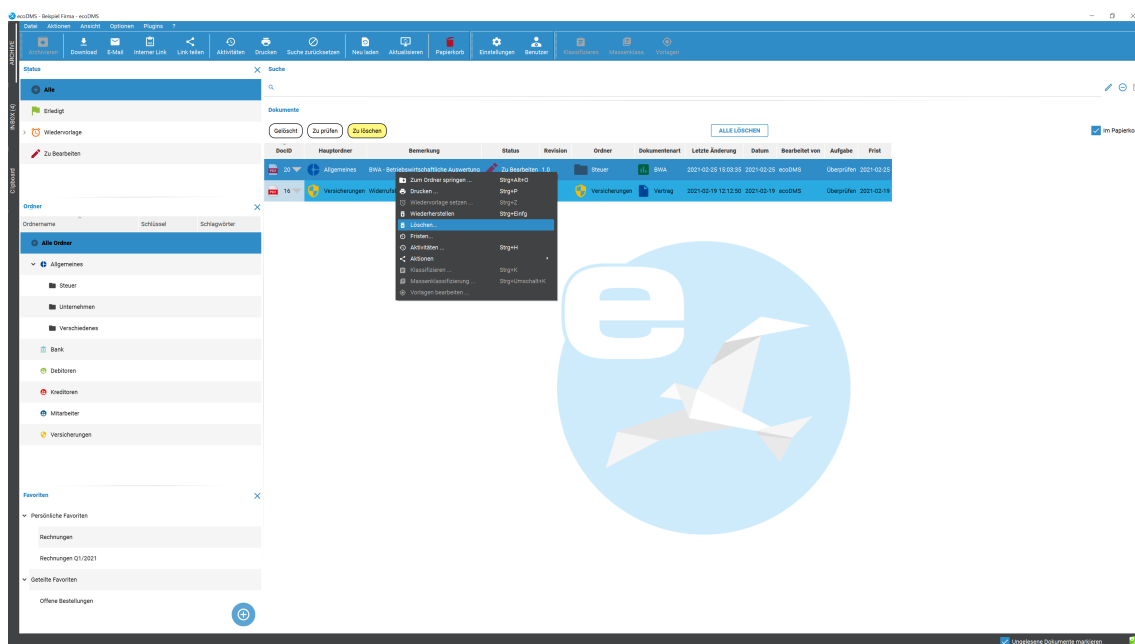 ecoDMS - Beispiel Firma - ecoDMS
Datei Aktionen Ansicht Optionen Plugins ?
Archivieren Download E-Mail Interner Link Link teilen Aktivitäten Drucken Suche zurücksetzen Neu laden Aktualisieren Papierkorb Einstellungen Benutzer Klassifizieren Massenklass. Vorlagen
ARCHIVE
INBOX (4)
Clipboard
Status
Alle
Erledigt
Wiedervorlage
Zu Bearbeiten
Ordner
Ordnername Schlüssel Schlagwörter
Alle Ordner
Allgemeines
Steuer
Unternehmen
Verschiedenes
Bank
Debitoren
Kreditoren
Mitarbeiter
Versicherungen
Favoriten
Persönliche Favoriten
Rechnungen
Rechnungen Q1/2021
Geteilte Favoriten
Offene Bestellungen
Suche
Dokumente
Gelöscht Zu prüfen Zu löschen ALLE LÖSCHEN Im Papierko
DocID Hauptordner Bemerkung Status Revision Ordner Dokumentenart Letzte Änderung Datum Bearbeitet von Aufgabe Frist
20 Allgemeines BWA - Betriebswirtschaftliche Auswertung Zu Bearbeiten 1.0 Steuer BWA 2021-02-25 15:03:35 2021-02-25 ecoDMS Überprüfen 2021-02-25
16 Versicherungen Widerrufal Versicherungen Vertrag 2021-02-19 12:12:50 2021-02-19 ecoDMS Überprüfen 2021-02-19
Zum Ordner springen ... Strg+Alt+O
Drucken ... Strg+P
Wiedervorlage setzen ... Strg+Z
Wiederherstellen Strg+Einfg
Löschen...
Fristen...
Aktivitäten ... Strg+H
Aktionen
Klassifizieren ... Strg+K
Massenklassifizierung ... Strg+Umschalt+K
Vorlagen bearbeiten ...
e
Ungelesene Dokumente markieren